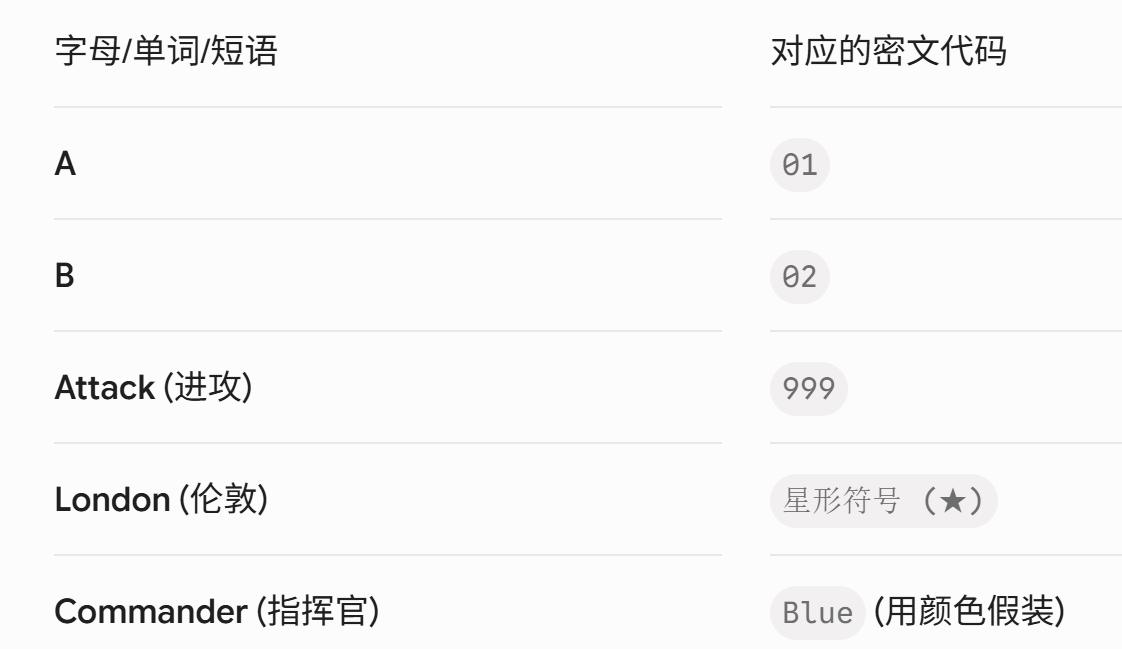 字母/单词/短语 对应的密文代码
A 01
B 02
Attack (进攻) 999
London (伦敦) 星形符号 (★)
Commander (指挥官) Blue (用颜色假装)